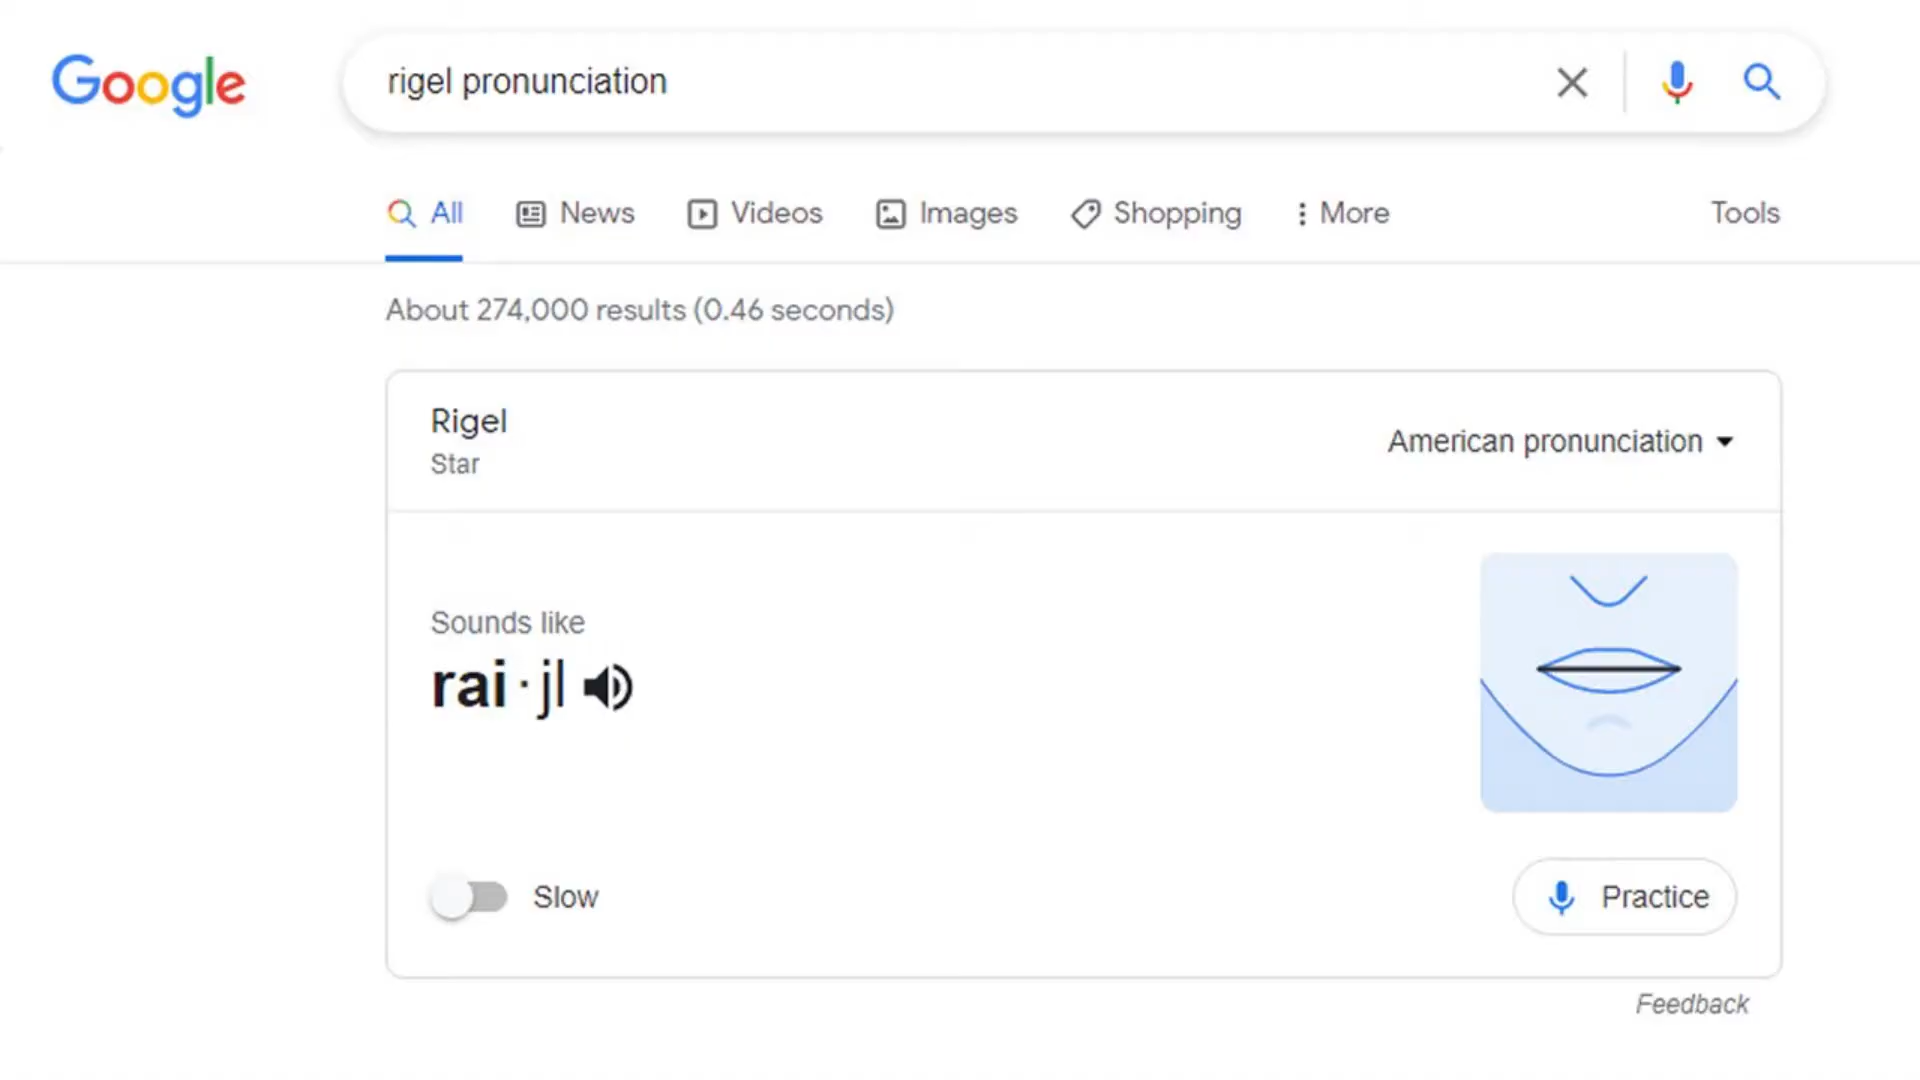 Google
rigel pronunciation
All News Videos Images Shopping More Tools
About 274,000 results (0.46 seconds)
Rigel
Star
American pronunciation
Sounds like
rai·jl
Slow
Practice
Feedback